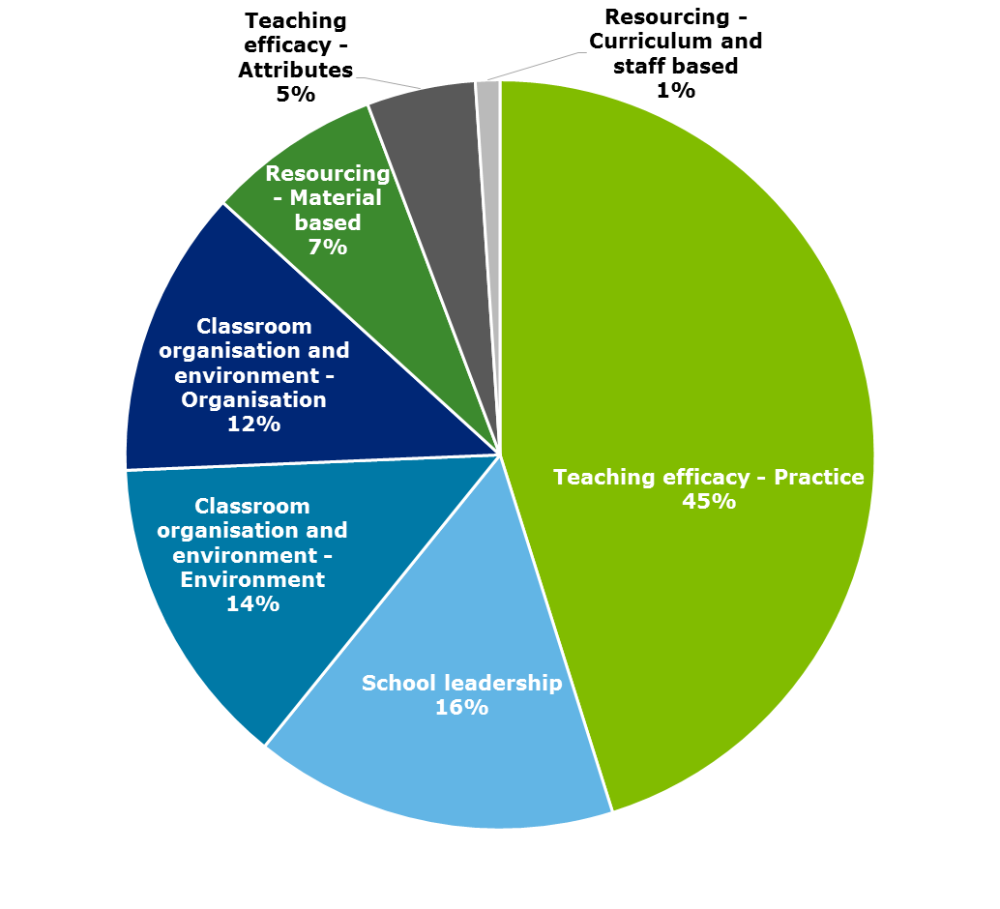 Teaching
efficacy -
Attributes
5%
Resourcing -
Curriculum and
staff based
1%
Resourcing
- Material
based
7%
Classroom
organisation and
environment -
Organisation
12%
Teaching efficacy - Practice
45%
Classroom
organisation and
environment -
Environment
14%
School leadership
16%